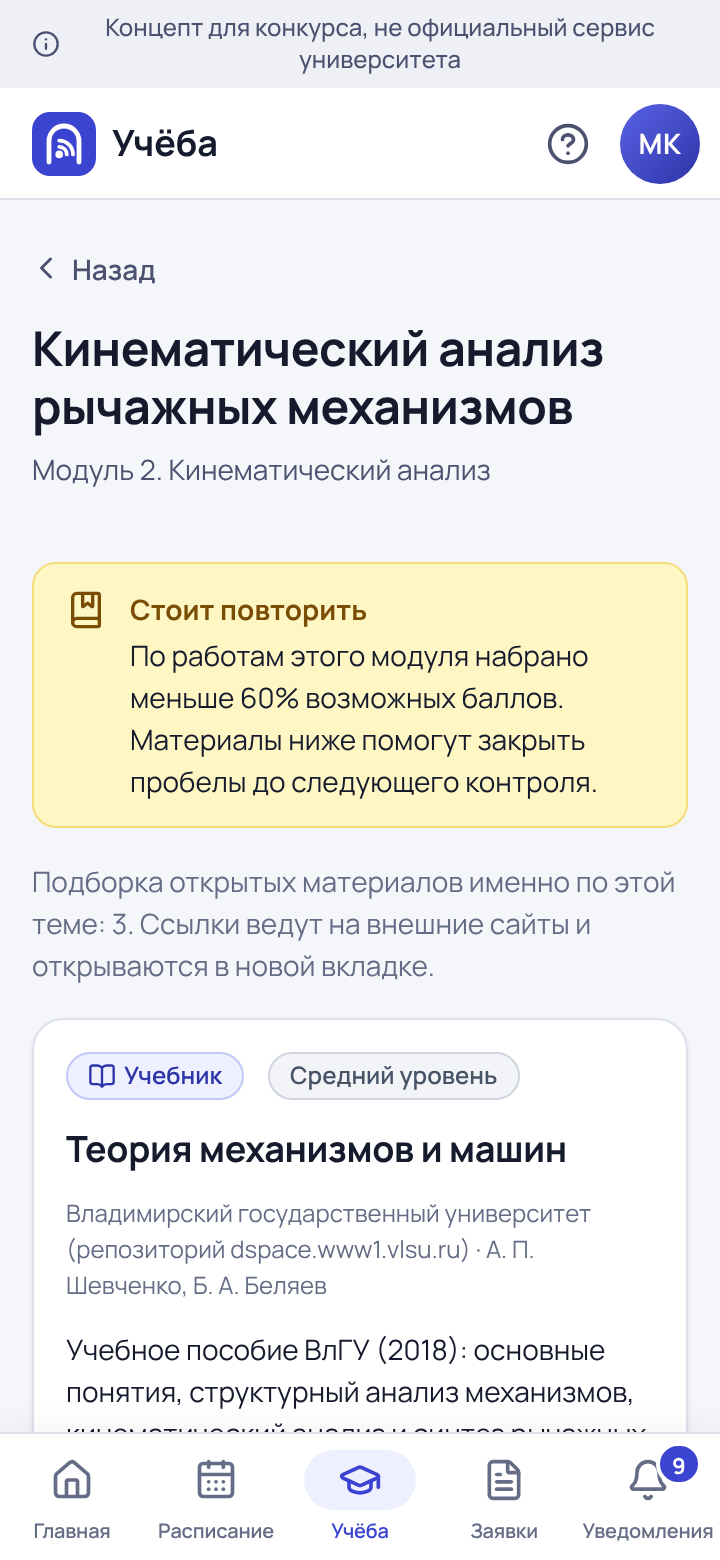 Концепт для конкурса, не официальный сервис
университета
Учёба
МК
Назад
Кинематический анализ
рычажных механизмов
Модуль 2. Кинематический анализ
Стоит повторить
По работам этого модуля набрано
меньше 60% возможных баллов.
Материалы ниже помогут закрыть
пробелы до следующего контроля.
Подборка открытых материалов именно по этой
теме: 3. Ссылки ведут на внешние сайты и
открываются в новой вкладке.
Учебник
Средний уровень
Теория механизмов и машин
Владимирский государственный университет
(репозиторий dspace.www1.vlsu.ru) · А. П.
Шевченко, Б. А. Беляев
Учебное пособие ВлГУ (2018): основные
понятия, структурный анализ механизмов,
кинематический анализ и синтез рычажных
9
Главная
Расписание
Учёба
Заявки
Уведомления